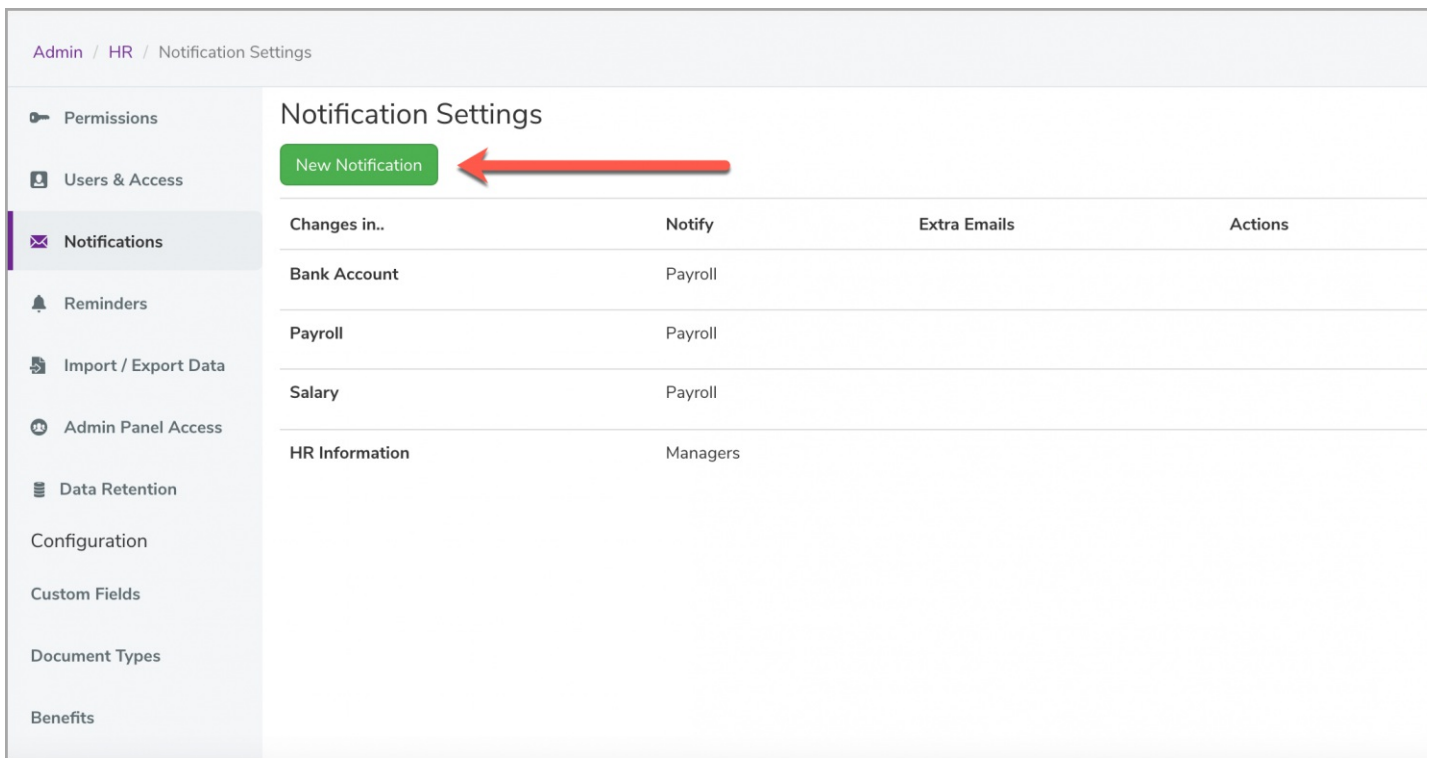 Admin / HR / Notification Settings
Permissions
Users & Access
Notifications
Reminders
Import / Export Data
Admin Panel Access
Data Retention
Configuration
Custom Fields
Document Types
Benefits
Notification Settings
New Notification
Changes in.. Notify Extra Emails Actions
Bank Account Payroll
Payroll Payroll
Salary Payroll
HR Information Managers